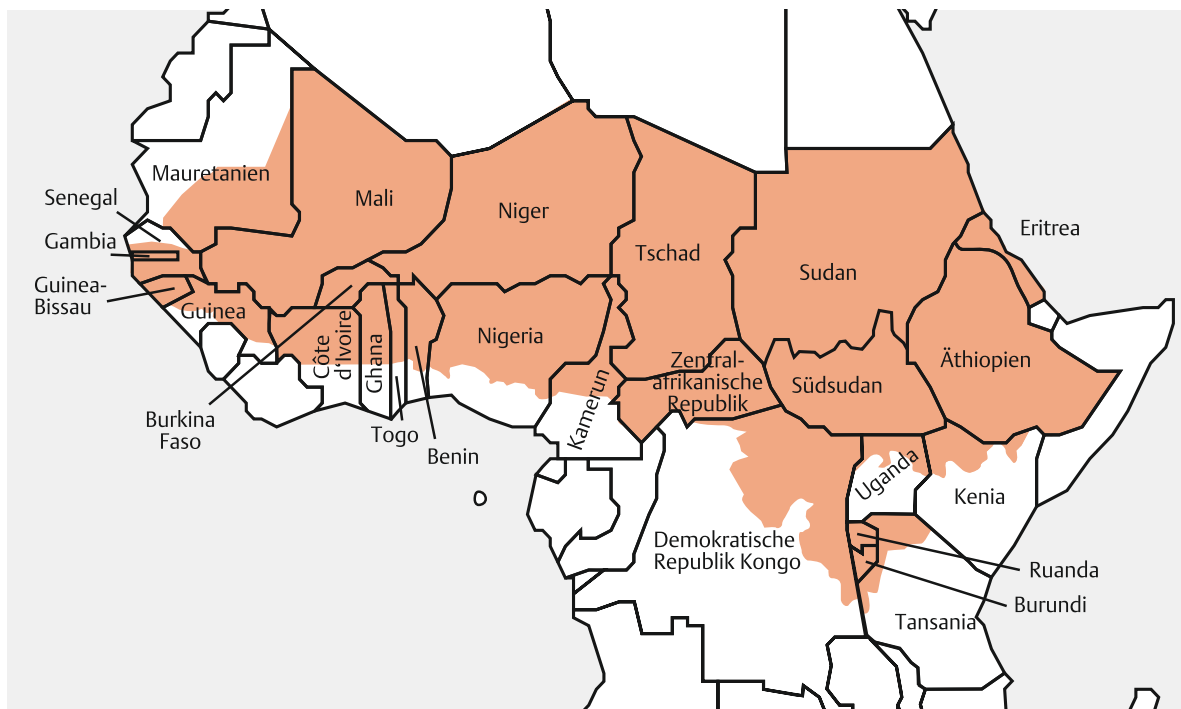 Mauretanien
Senegal
Mali
Niger
Gambia
Eritrea
Tschad
Sudan
Guinea-
Bissau
Guinea
Nigeria
Côte
d'Ivoire
Ghana
Zentral-
afrikanische
Republik
Äthiopien
Südsudan
Kamerun
Burkina
Faso
Togo
Benin
Uganda
Kenia
Demokratische
Republik Kongo
Ruanda
Burundi
Tansania